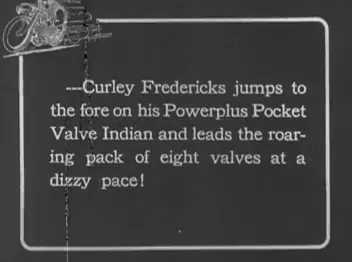 ---Curley Fredericks jumps to
the fore on his Powerplus Pocket
Valve Indian and leads the roar-
ing pack of eight valves at a
dizzy pace!